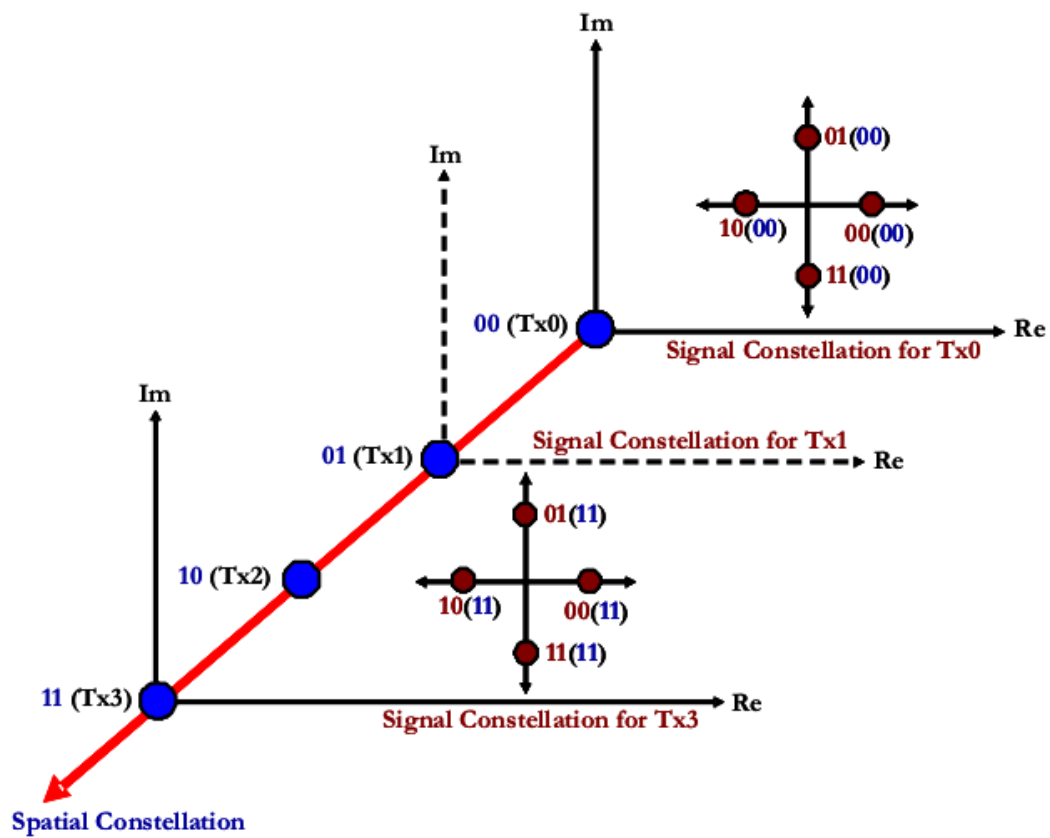 Im
01(00)
Im
10(00)
00(00)
11(00)
00 (Tx0)
Re
Signal Constellation for Tx0
Im
01 (Tx1)
Signal Constellation for Tx1
Re
01(11)
10 (Tx2)
10(11)
00(11)
11(11)
11 (Tx3)
Re
Signal Constellation for Tx3
Spatial Constellation